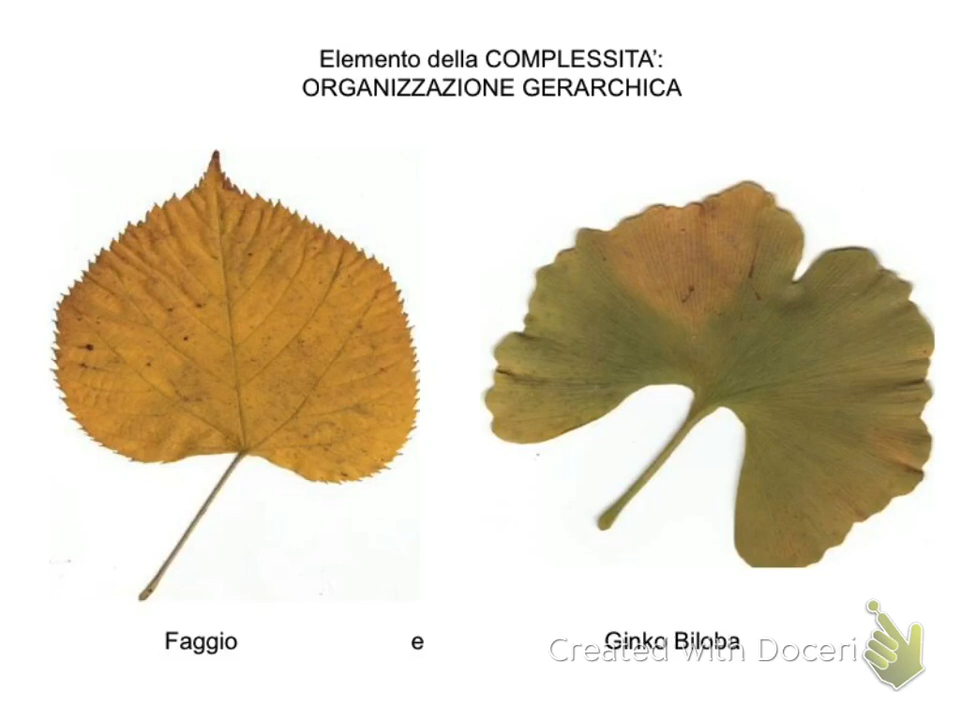 Elemento della COMPLESSITA’:
ORGANIZZAZIONE GERARCHICA
Faggio e Ginko Biloba
Created with Doceri